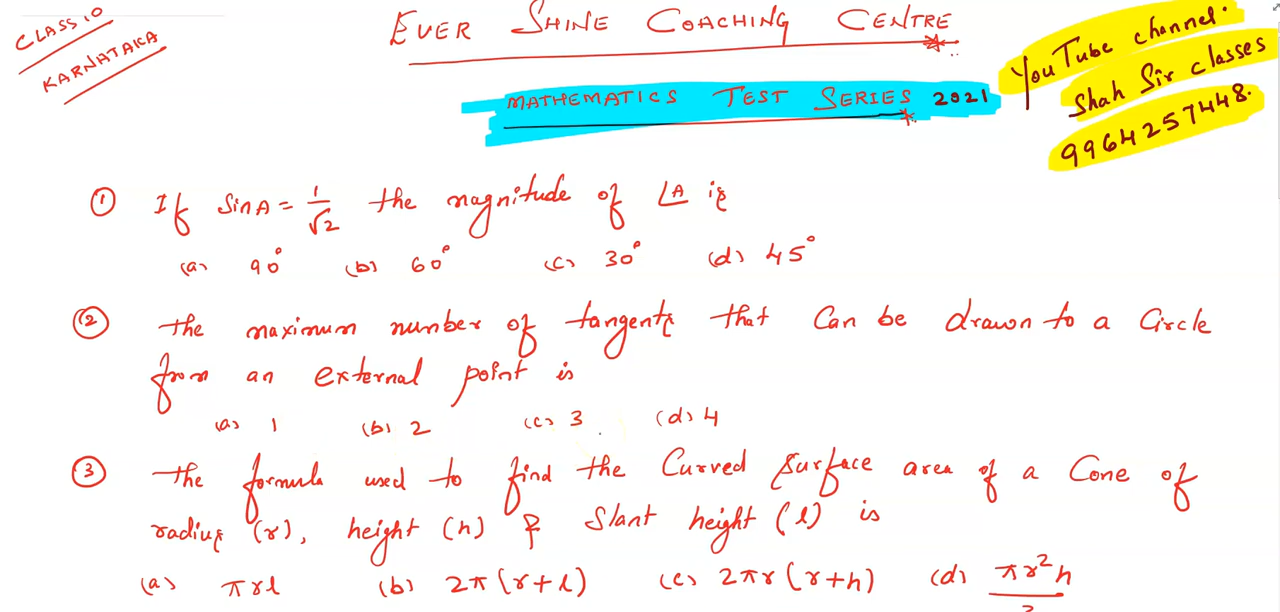 CLASS 10
KARNATAKA
EVER SHINE COACHING CENTRE
MATHEMATICS TEST SERIES 2021
YouTube channel.
Shah Sir classes
9964257448.
① If SinA = 1/√2 the magnitude of ∠A is
(a) 90° (b) 60° (c) 30° (d) 45°
② the maximum number of tangents that can be drawn to a Circle
from an external point is
(a) 1 (b) 2 (c) 3 (d) 4
③ the formula used to find the Curved surface area of a Cone of
radius (r), height (h) & Slant height (l) is
(a) πrl (b) 2π(r+l) (c) 2πr(r+h) (d) πr²h/3